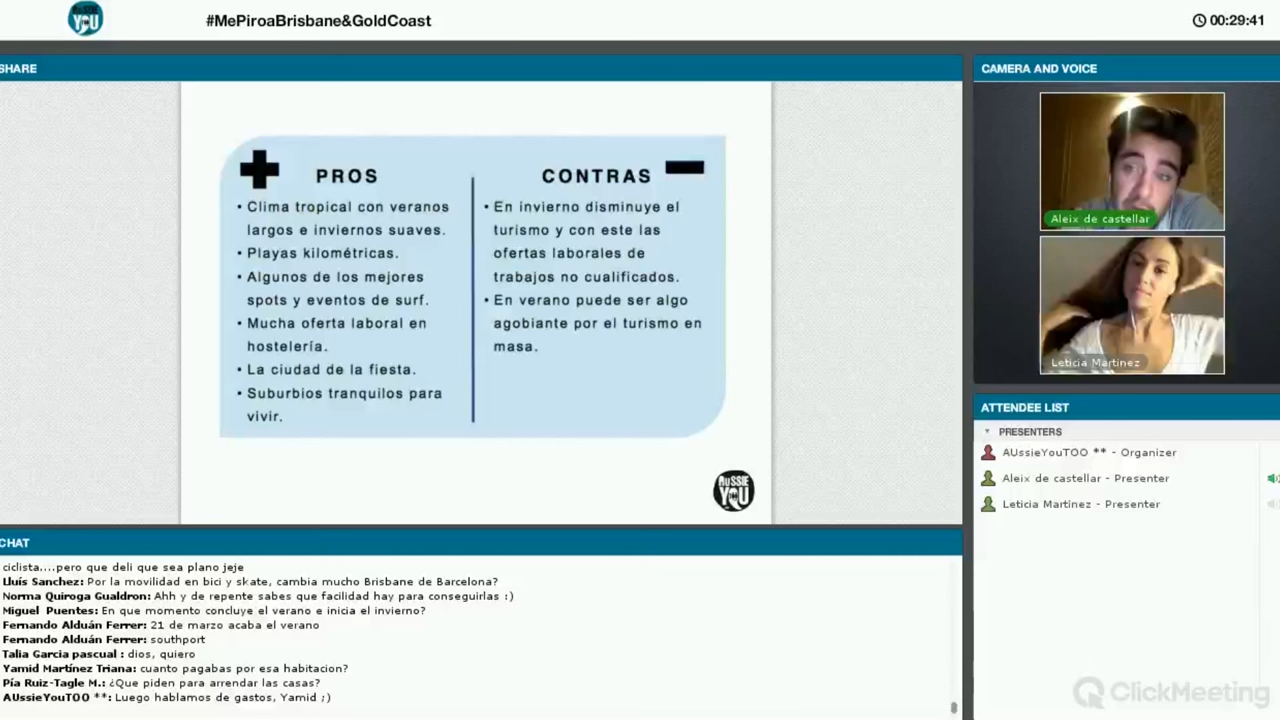 AUSSIE YOU
#MePiroaBrisbane&GoldCoast
00:29:41
SHARE
PROS
• Clima tropical con veranos
largos e inviernos suaves.
• Playas kilométricas.
• Algunos de los mejores
spots y eventos de surf.
• Mucha oferta laboral en
hostelería.
• La ciudad de la fiesta.
• Suburbios tranquilos para
vivir.
CONTRAS
• En invierno disminuye el
turismo y con este las
ofertas laborales de
trabajos no cualificados.
• En verano puede ser algo
agobiante por el turismo en
masa.
AUSSIE YOU
CAMERA AND VOICE
Aleix de castellar
Leticia Martínez
ATTENDEE LIST
PRESENTERS
AUssieYouTOO ** - Organizer
Aleix de castellar - Presenter
Leticia Martínez - Presenter
CHAT
ciclista....pero que deli que sea plano jeje
Lluís Sanchez: Por la movilidad en bici y skate, cambia mucho Brisbane de Barcelona?
Norma Quiroga Gualdron: Ahh y de repente sabes que facilidad hay para conseguirlas :)
Miguel Puentes: En que momento concluye el verano e inicia el invierno?
Fernando Alduán Ferrer: 21 de marzo acaba el verano
Fernando Alduán Ferrer: southport
Talia Garcia pascual : dios, quiero
Yamid Martínez Triana: cuanto pagabas por esa habitacion?
Pía Ruiz-Tagle M.: ¿Que piden para arrendar las casas?
AUssieYouTOO **: Luego hablamos de gastos, Yamid ;)
ClickMeeting